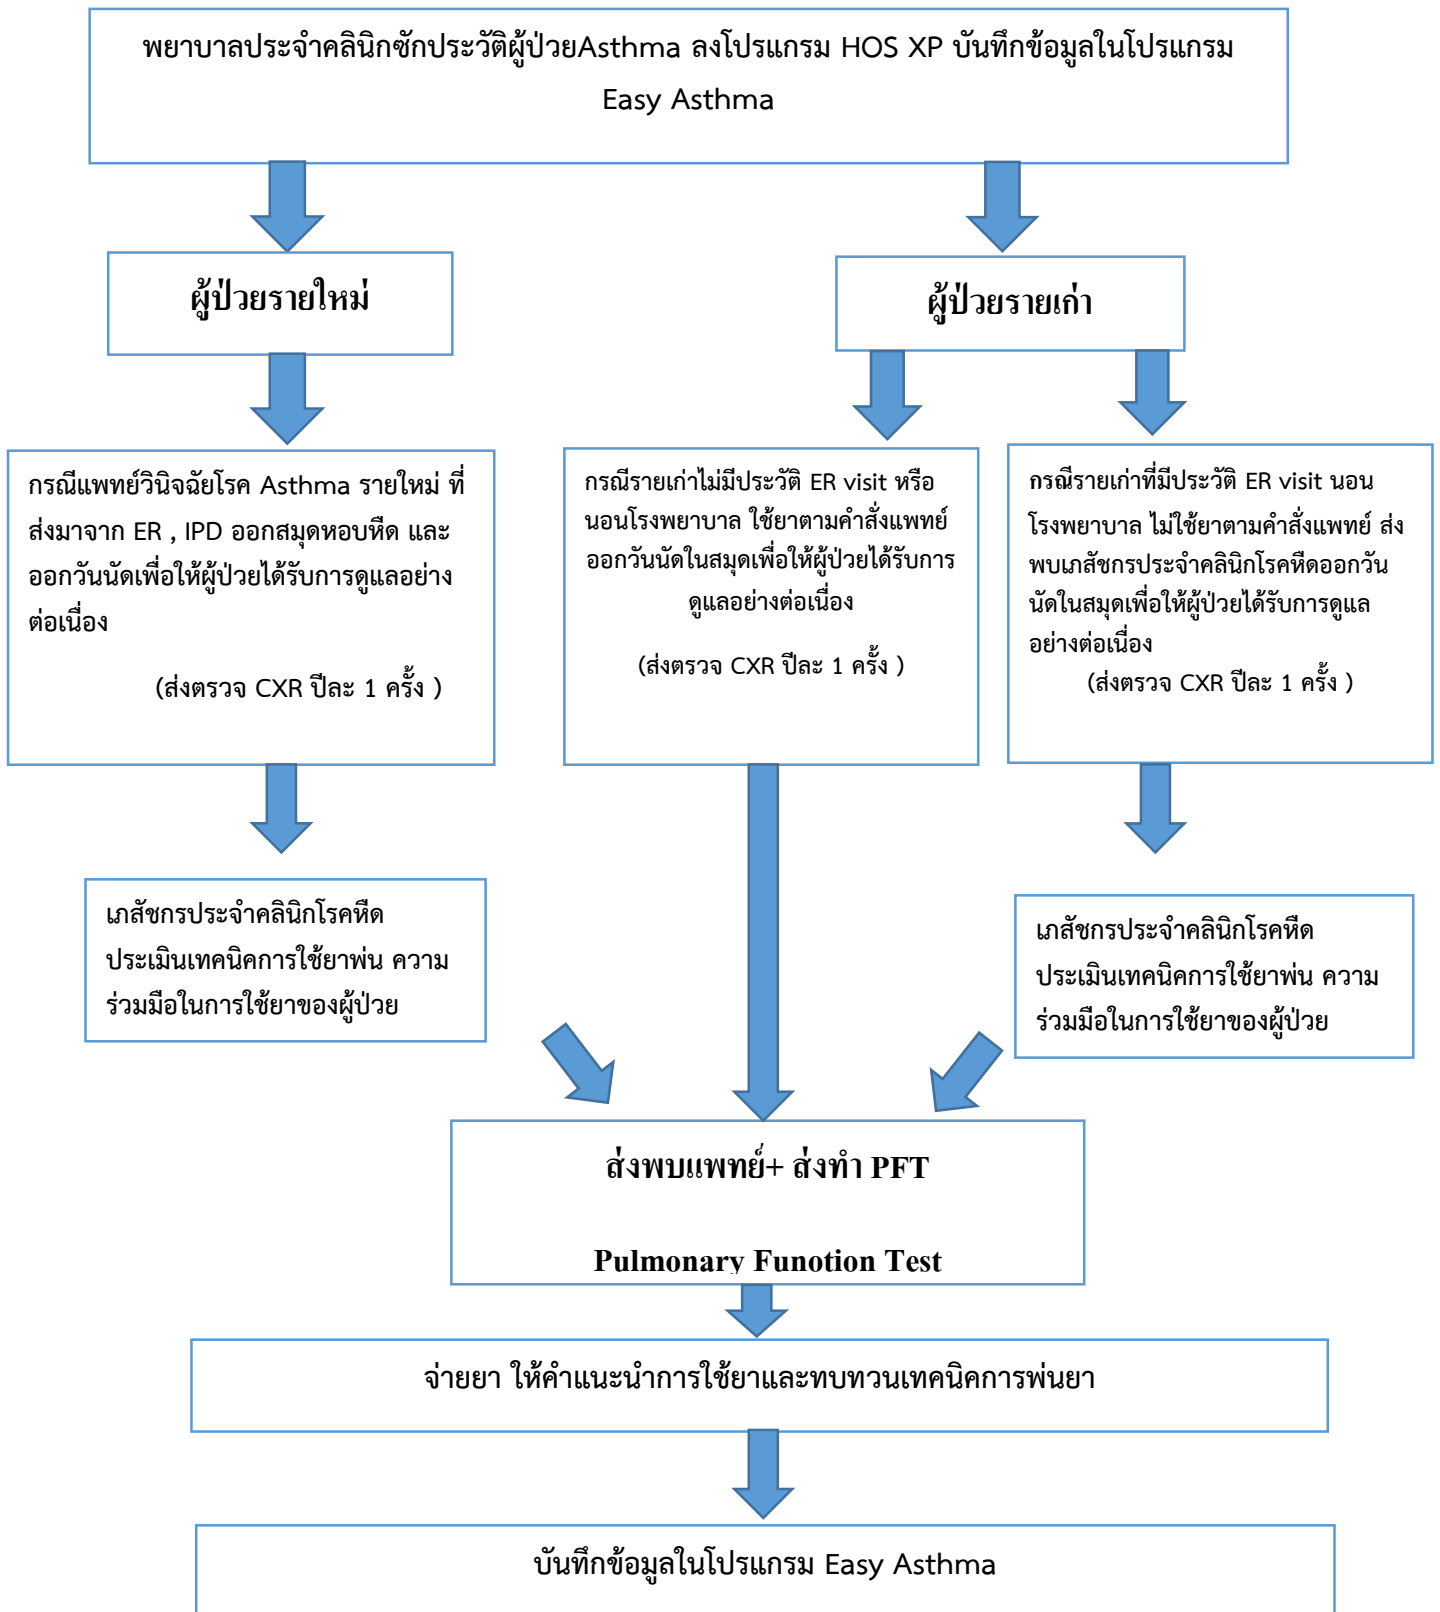 พยาบาลประจำคลินิกซักประวัติผู้ป่วยAsthma ลงโปรแกรม HOS XP บันทึกข้อมูลในโปรแกรม
Easy Asthma
ผู้ป่วยรายใหม่
ผู้ป่วยรายเก่า
กรณีแพทย์วินิจฉัยโรค Asthma รายใหม่ ที่
ส่งมาจาก ER , IPD ออกสมุดหอบหืด และ
ออกวันนัดเพื่อให้ผู้ป่วยได้รับการดูแลอย่าง
ต่อเนื่อง
(ส่งตรวจ CXR ปีละ 1 ครั้ง )
กรณีรายเก่าไม่มีประวัติ ER visit หรือ
นอนโรงพยาบาล ใช้ยาตามคำสั่งแพทย์
ออกวันนัดในสมุดเพื่อให้ผู้ป่วยได้รับการ
ดูแลอย่างต่อเนื่อง
(ส่งตรวจ CXR ปีละ 1 ครั้ง )
กรณีรายเก่าที่มีประวัติ ER visit นอน
โรงพยาบาล ไม่ใช้ยาตามคำสั่งแพทย์ ส่ง
พบเภสัชกรประจำคลินิกโรคหืดออกวัน
นัดในสมุดเพื่อให้ผู้ป่วยได้รับการดูแล
อย่างต่อเนื่อง
(ส่งตรวจ CXR ปีละ 1 ครั้ง )
เภสัชกรประจำคลินิกโรคหืด
ประเมินเทคนิคการใช้ยาพ่น ความ
ร่วมมือในการใช้ยาของผู้ป่วย
เภสัชกรประจำคลินิกโรคหืด
ประเมินเทคนิคการใช้ยาพ่น ความ
ร่วมมือในการใช้ยาของผู้ป่วย
ส่งพบแพทย์+ ส่งทำ PFT
Pulmonary Funotion Test
จ่ายยา ให้คำแนะนำการใช้ยาและทบทวนเทคนิคการพ่นยา
บันทึกข้อมูลในโปรแกรม Easy Asthma